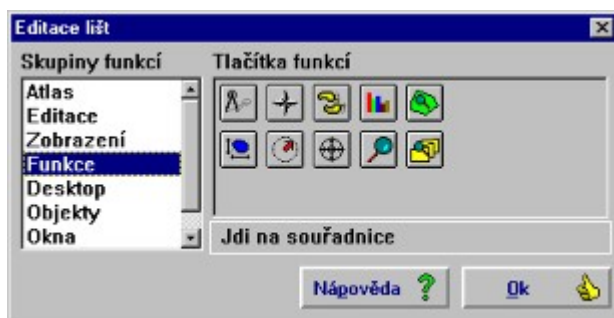 Editace lišt
Skupiny funkcí
Tlačítka funkcí
Atlas
Editace
Zobrazení
Funkce
Desktop
Objekty
Okna
Jdi na souřadnice
Nápověda
Ok